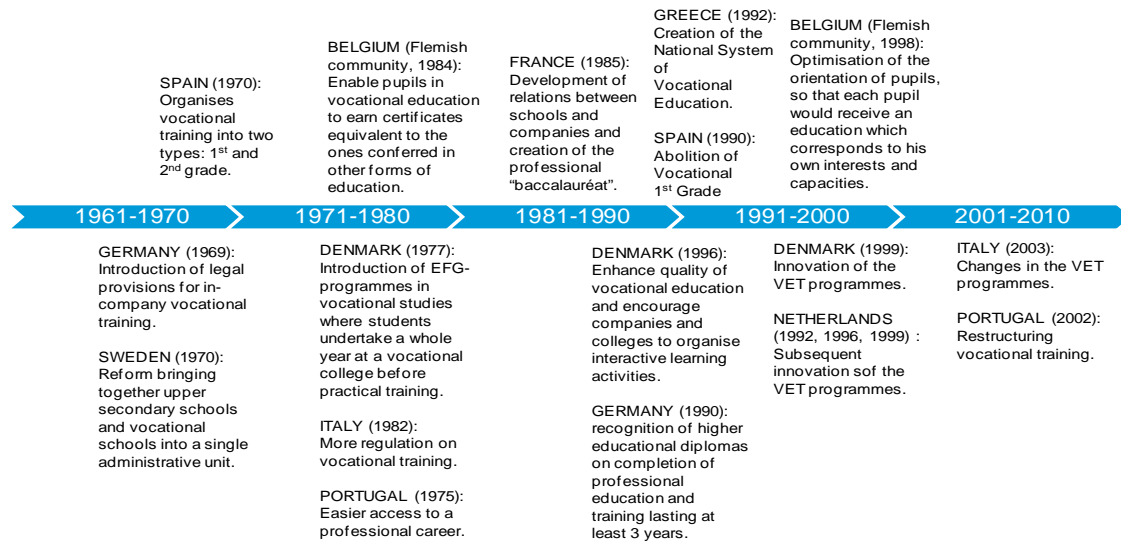 SPAIN (1970):
Organises
vocational
training into two
types: 1st and
2nd grade.
BELGIUM (Flemish
community, 1984):
Enable pupils in
vocational education
to earn certificates
equivalent to the
ones conferred in
other forms of
education.
FRANCE (1985):
Development of
relations between
schools and
companies and
creation of the
professional
“baccalauréat”.
GREECE (1992):
Creation of the
National System
of
Vocational
Education.
SPAIN (1990):
Abolition of
Vocational
1st Grade
BELGIUM (Flemish
community, 1998):
Optimisation of the
orientation of pupils,
so that each pupil
would receive an
education which
corresponds to his
own interests and
capacities.
1961-1970
1971-1980
1981-1990
1991-2000
2001-2010
GERMANY (1969):
Introduction of legal
provisions for in-
company vocational
training.
SWEDEN (1970):
Reform bringing
together upper
secondary schools
and vocational
schools into a single
administrative unit.
DENMARK (1977):
Introduction of EFG-
programmes in
vocational studies
where students
undertake a whole
year at a vocational
college before
practical training.
ITALY (1982):
More regulation on
vocational training.
PORTUGAL (1975):
Easier access to a
professional career.
DENMARK (1996):
Enhance quality of
vocational education
and encourage
companies and
colleges to organise
interactive learning
activities.
GERMANY (1990):
recognition of higher
educational diplomas
on completion of
professional
education and
training lasting at
least 3 years.
DENMARK (1999):
Innovation of the
VET programmes.
NETHERLANDS
(1992, 1996, 1999) :
Subsequent
innovation sof the
VET programmes.
ITALY (2003):
Changes in the VET
programmes.
PORTUGAL (2002):
Restructuring
vocational training.